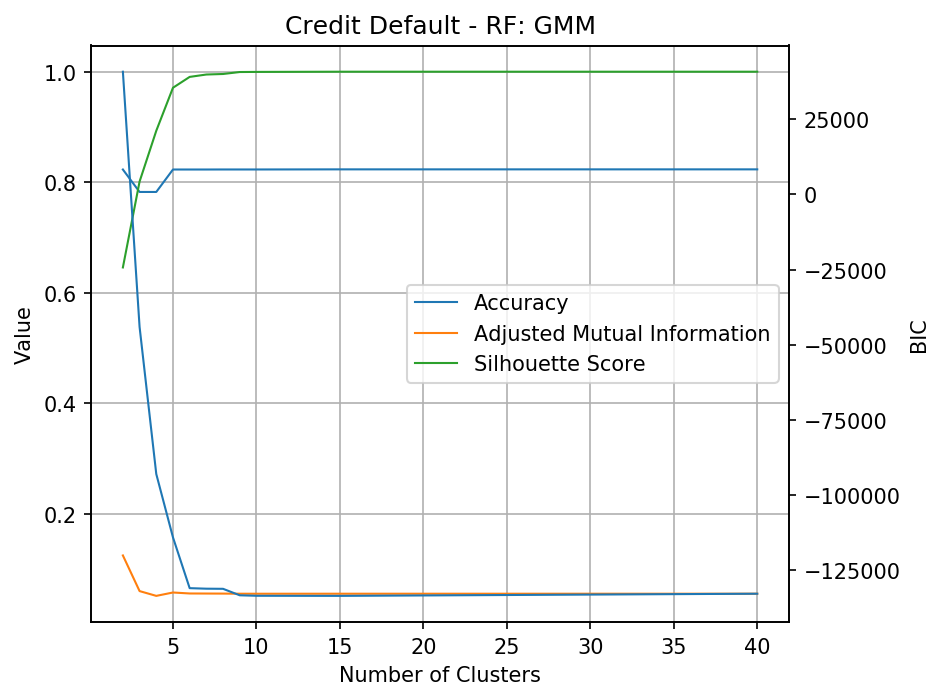 Credit Default - RF: GMM
1.0
0.8
0.6
0.4
0.2
Value
25000
0
−25000
−50000
−75000
−100000
−125000
BIC
Accuracy
Adjusted Mutual Information
Silhouette Score
5 10 15 20 25 30 35 40
Number of Clusters